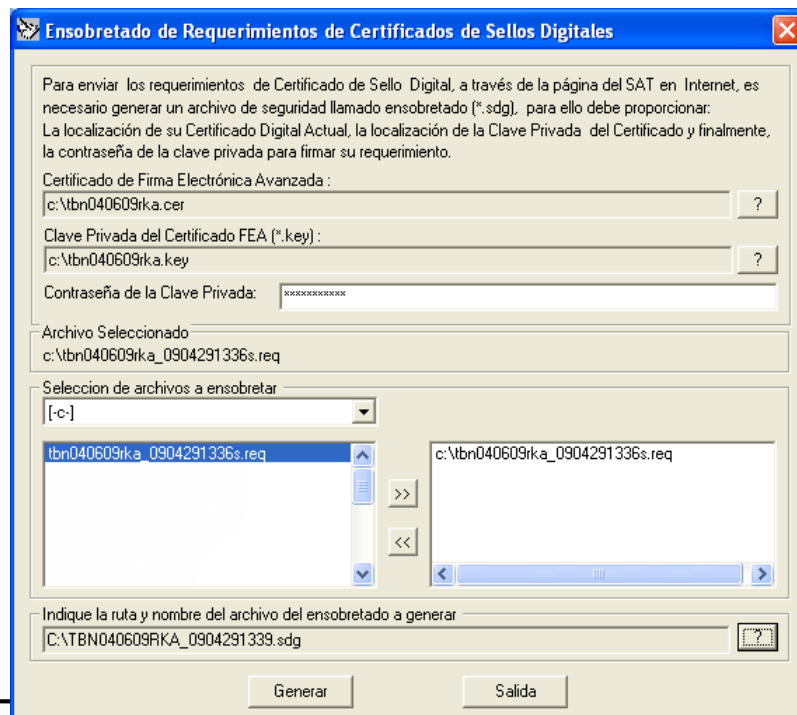 Ensobretado de Requerimientos de Certificados de Sellos Digitales
Para enviar los requerimientos de Certificado de Sello Digital, a través de la página del SAT en Internet, es
necesario generar un archivo de seguridad llamado ensobretado (*.sdg), para ello debe proporcionar:
La localización de su Certificado Digital Actual, la localización de la Clave Privada del Certificado y finalmente,
la contraseña de la clave privada para firmar su requerimiento.
Certificado de Firma Electrónica Avanzada :
c:\tbn040609rka.cer
?
Clave Privada del Certificado FEA (*.key) :
c:\tbn040609rka.key
?
Contraseña de la Clave Privada:
***********
Archivo Seleccionado
c:\tbn040609rka_0904291336s.req
Seleccion de archivos a ensobretar
[-c-]
tbn040609rka_0904291336s.req
>>
<<
c:\tbn040609rka_0904291336s.req
Indique la ruta y nombre del archivo del ensobretado a generar
C:\TBN040609RKA_0904291339.sdg
?
Generar
Salida